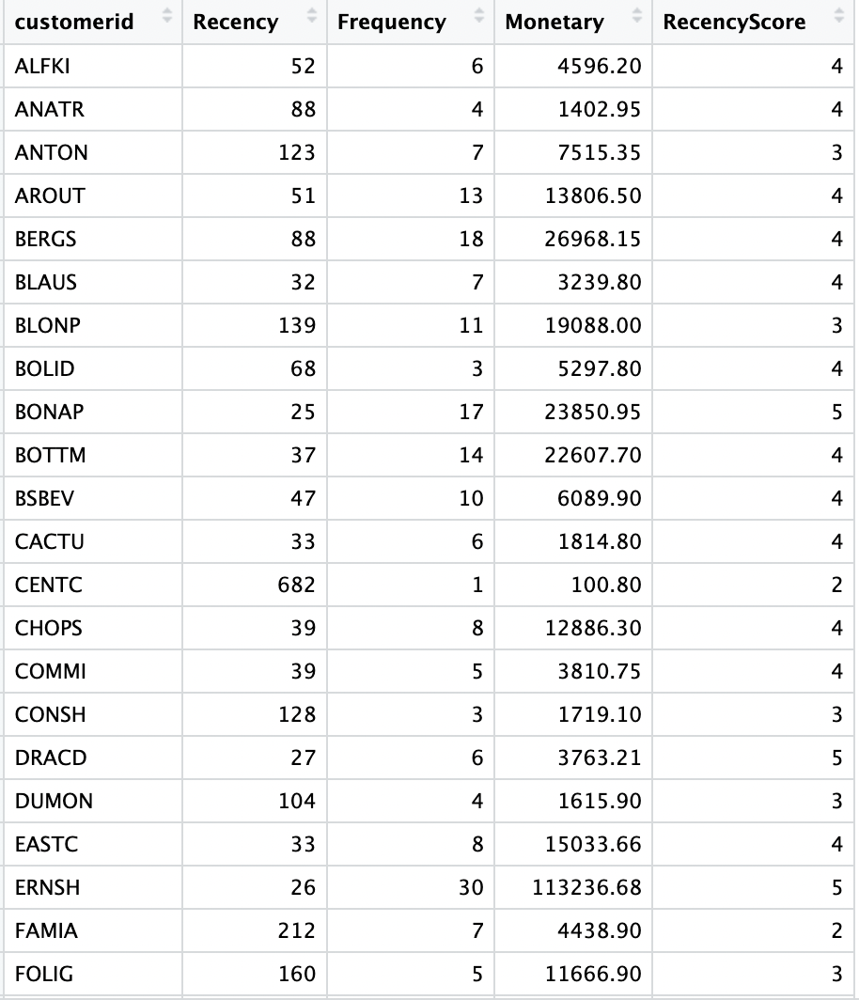 customerid Recency Frequency Monetary RecencyScore
ALFKI 52 6 4596.20 4
ANATR 88 4 1402.95 4
ANTON 123 7 7515.35 3
AROUT 51 13 13806.50 4
BERGS 88 18 26968.15 4
BLAUS 32 7 3239.80 4
BLONP 139 11 19088.00 3
BOLID 68 3 5297.80 4
BONAP 25 17 23850.95 5
BOTTM 37 14 22607.70 4
BSBEV 47 10 6089.90 4
CACTU 33 6 1814.80 4
CENTC 682 1 100.80 2
CHOPS 39 8 12886.30 4
COMMI 39 5 3810.75 4
CONSH 128 3 1719.10 3
DRACD 27 6 3763.21 5
DUMON 104 4 1615.90 3
EASTC 33 8 15033.66 4
ERNSH 26 30 113236.68 5
FAMIA 212 7 4438.90 2
FOLIG 160 5 11666.90 3